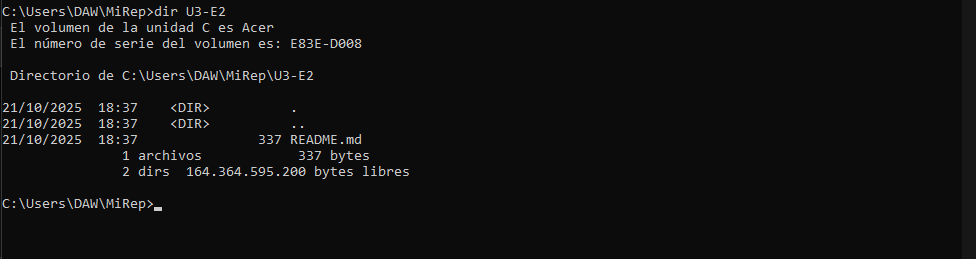 C:\Users\DAW\MiRep>dir U3-E2
 El volumen de la unidad C es Acer
 El número de serie del volumen es: E83E-D008

 Directorio de C:\Users\DAW\MiRep\U3-E2

21/10/2025  18:37    <DIR>          .
21/10/2025  18:37    <DIR>          ..
21/10/2025  18:37               337 README.md
               1 archivos            337 bytes
               2 dirs  164.364.595.200 bytes libres

C:\Users\DAW\MiRep>